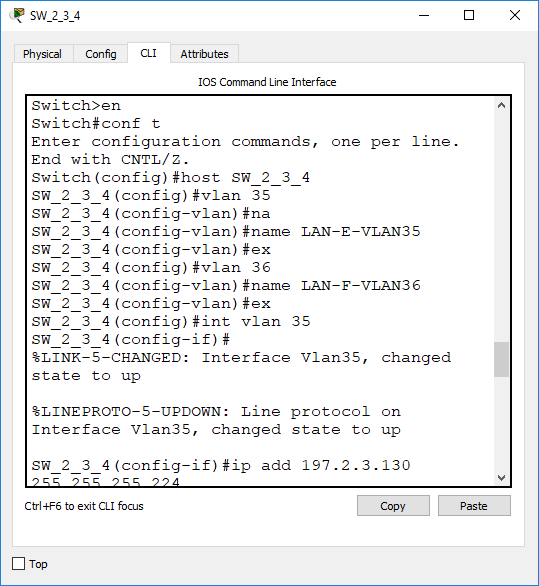 SW_2_3_4
Physical Config CLI Attributes
IOS Command Line Interface
Switch>en
Switch#conf t
Enter configuration commands, one per line.
End with CNTL/Z.
Switch(config)#host SW_2_3_4
SW_2_3_4(config)#vlan 35
SW_2_3_4(config-vlan)#na
SW_2_3_4(config-vlan)#name LAN-E-VLAN35
SW_2_3_4(config-vlan)#ex
SW_2_3_4(config)#vlan 36
SW_2_3_4(config-vlan)#name LAN-F-VLAN36
SW_2_3_4(config-vlan)#ex
SW_2_3_4(config)#int vlan 35
SW_2_3_4(config-if)#
%LINK-5-CHANGED: Interface Vlan35, changed
state to up
%LINEPROTO-5-UPDOWN: Line protocol on
Interface Vlan35, changed state to up
SW_2_3_4(config-if)#ip add 197.2.3.130
255.255.255.224
Ctrl+F6 to exit CLI focus
Copy Paste
Top